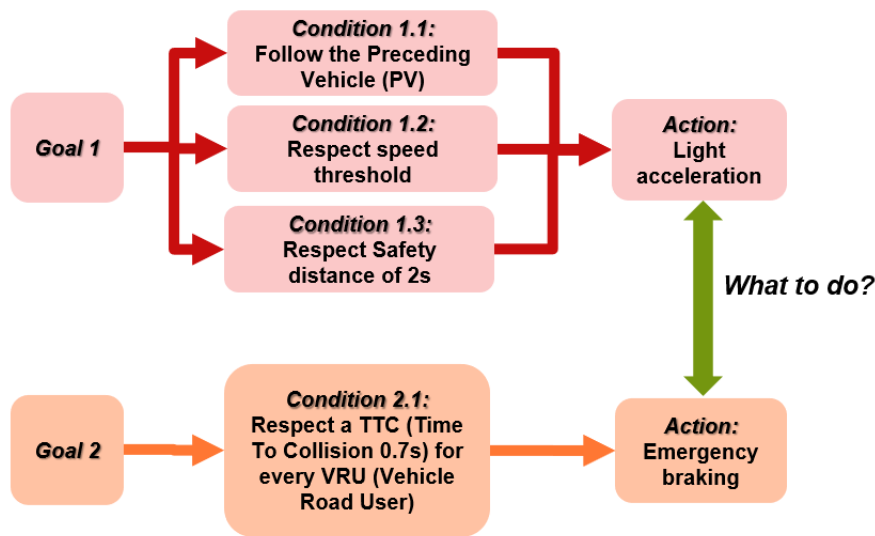 Goal 1
Condition 1.1:
Follow the Preceding
Vehicle (PV)
Condition 1.2:
Respect speed
threshold
Condition 1.3:
Respect Safety
distance of 2s
Action:
Light
acceleration
What to do?
Goal 2
Condition 2.1:
Respect a TTC (Time
To Collision 0.7s) for
every VRU (Vehicle
Road User)
Action:
Emergency
braking